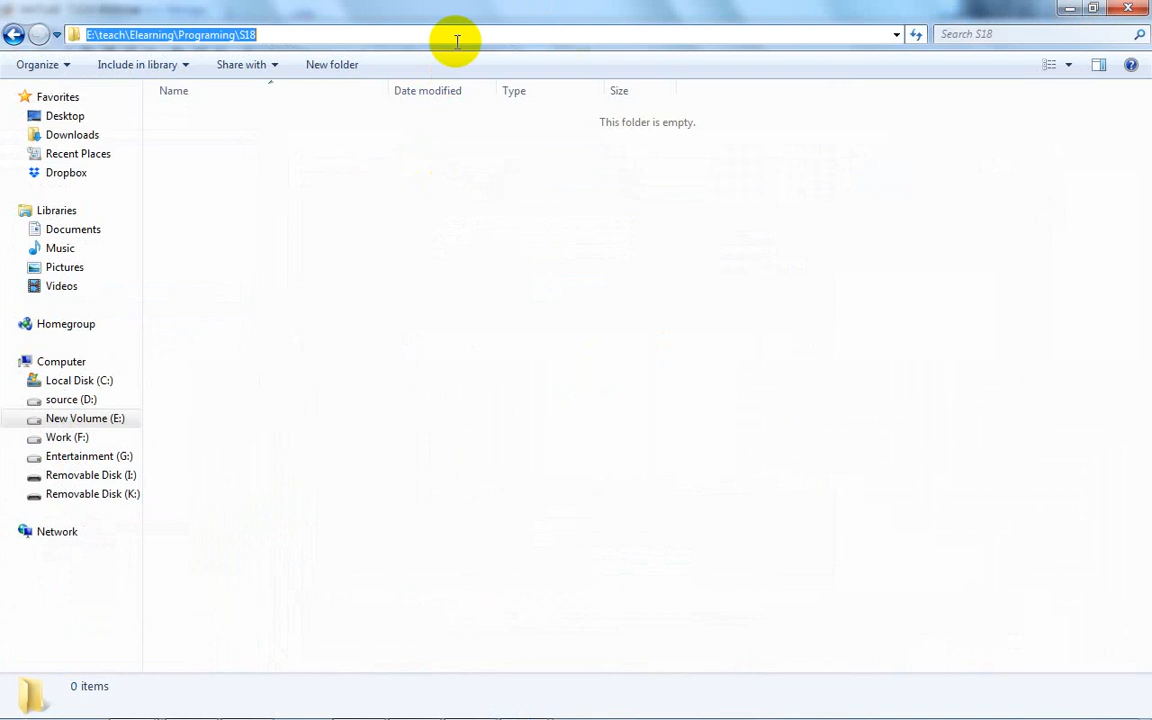 E:\teach\Elearning\Programing\S18
Search S18
Organize
Include in library
Share with
New folder
Name
Date modified
Type
Size
This folder is empty.
Favorites
Desktop
Downloads
Recent Places
Dropbox
Libraries
Documents
Music
Pictures
Videos
Homegroup
Computer
Local Disk (C:)
source (D:)
New Volume (E:)
Work (F:)
Entertainment (G:)
Removable Disk (I:)
Removable Disk (K:)
Network
0 items